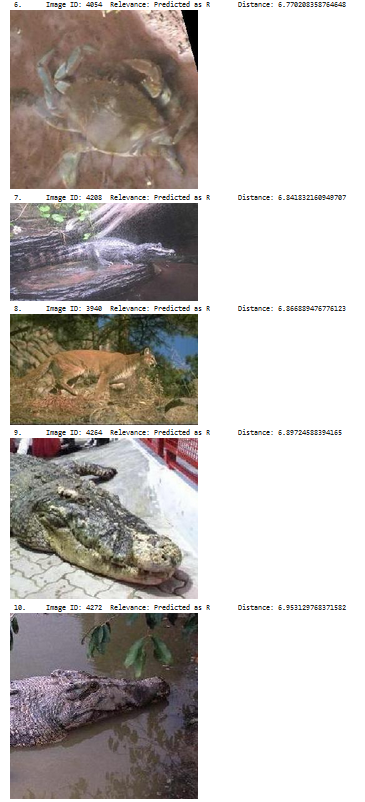 6. Image ID: 4054 Relevance: Predicted as R Distance: 6.770208358764648
7. Image ID: 4208 Relevance: Predicted as R Distance: 6.841832160949707
8. Image ID: 3940 Relevance: Predicted as R Distance: 6.866889476776123
9. Image ID: 4264 Relevance: Predicted as R Distance: 6.89724588394165
10. Image ID: 4272 Relevance: Predicted as R Distance: 6.953129768371582